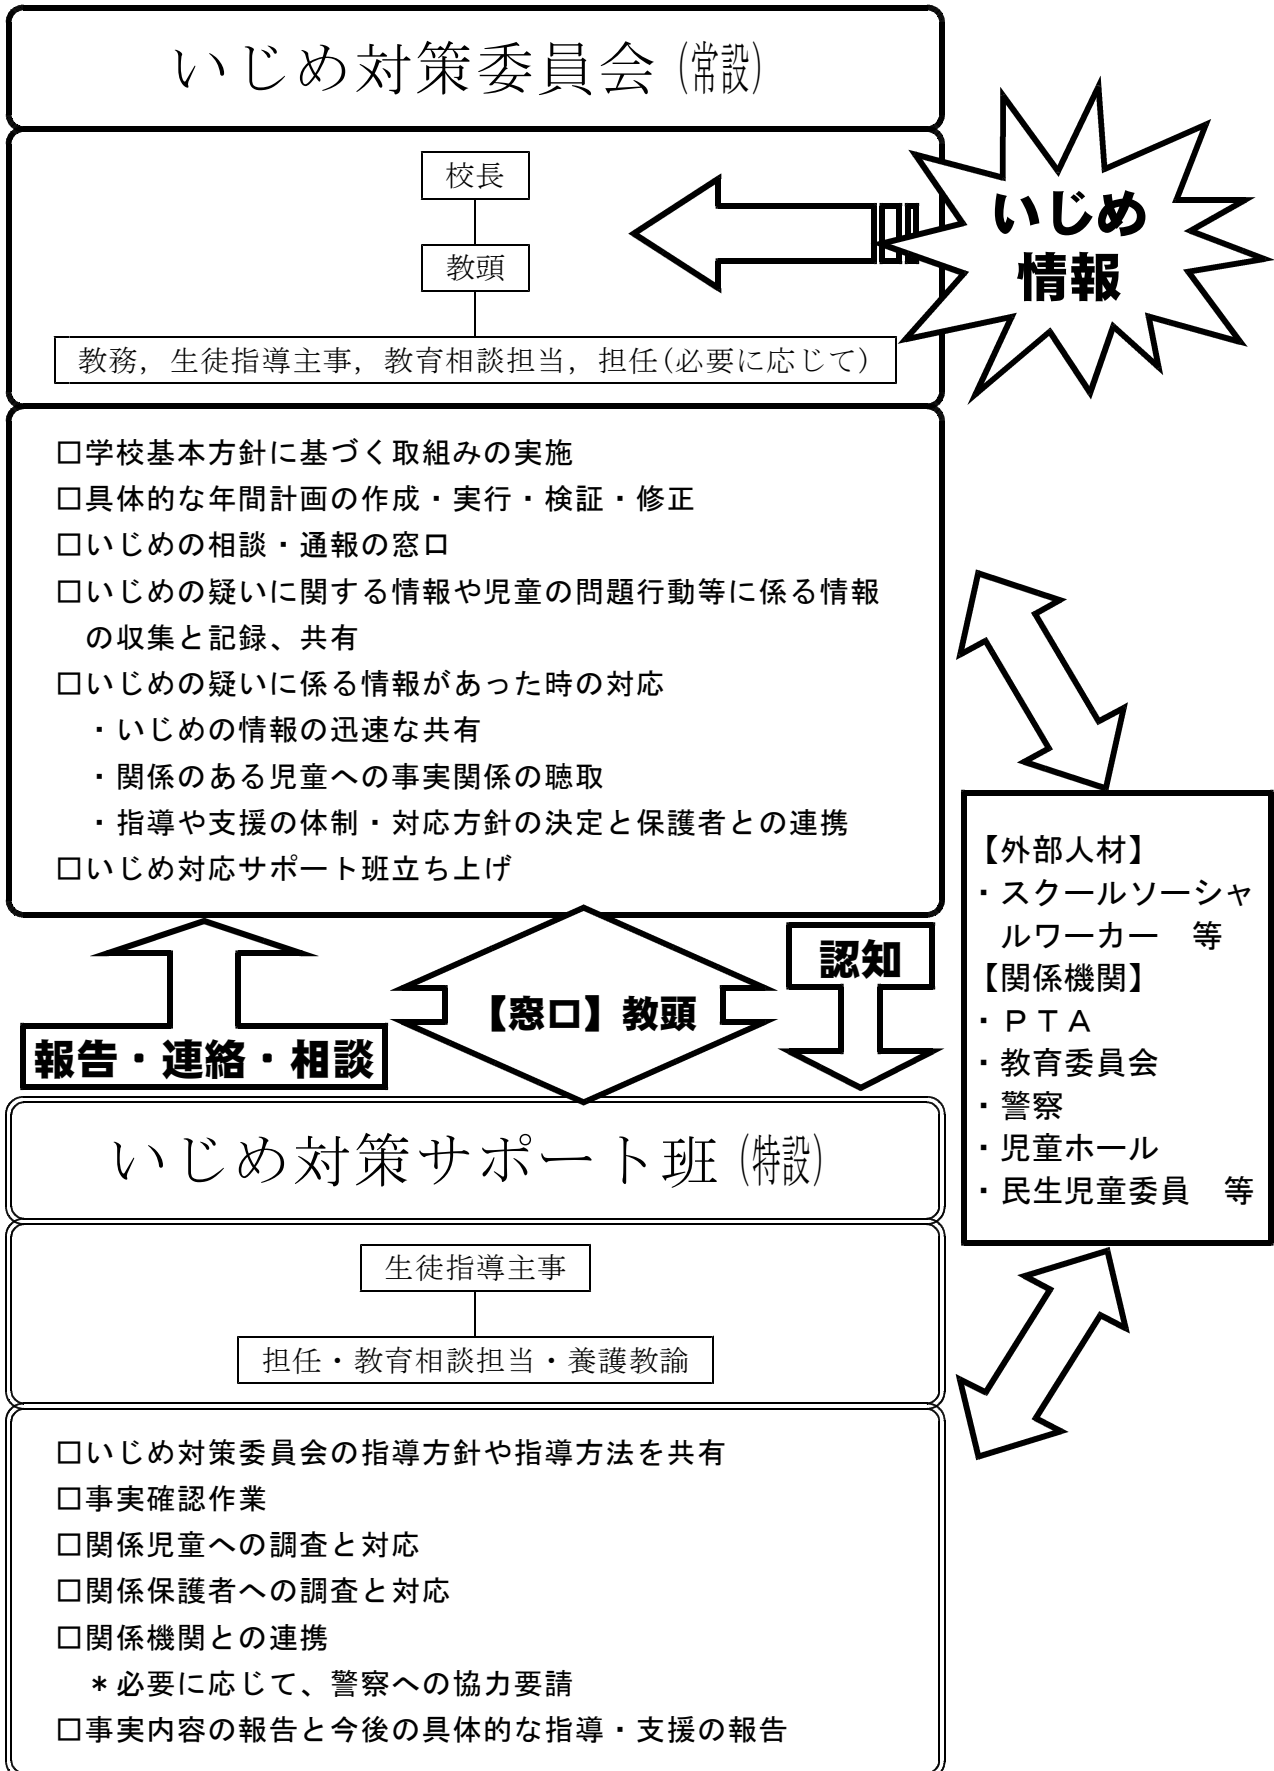 いじめ対策委員会(常設)
校長
教頭
教務，生徒指導主事，教育相談担当，担任(必要に応じて)
いじめ
情報
□学校基本方針に基づく取組みの実施
□具体的な年間計画の作成・実行・検証・修正
□いじめの相談・通報の窓口
□いじめの疑いに関する情報や児童の問題行動等に係る情報
の収集と記録、共有
□いじめの疑いに係る情報があった時の対応
・いじめの情報の迅速な共有
・関係のある児童への事実関係の聴取
・指導や支援の体制・対応方針の決定と保護者との連携
□いじめ対応サポート班立ち上げ
報告・連絡・相談
【窓口】教頭
認知
【外部人材】
・スクールソーシャ
ルワーカー　等
【関係機関】
・ＰＴＡ
・教育委員会
・警察
・児童ホール
・民生児童委員　等
いじめ対策サポート班(特設)
生徒指導主事
担任・教育相談担当・養護教諭
□いじめ対策委員会の指導方針や指導方法を共有
□事実確認作業
□関係児童への調査と対応
□関係保護者への調査と対応
□関係機関との連携
＊必要に応じて、警察への協力要請
□事実内容の報告と今後の具体的な指導・支援の報告